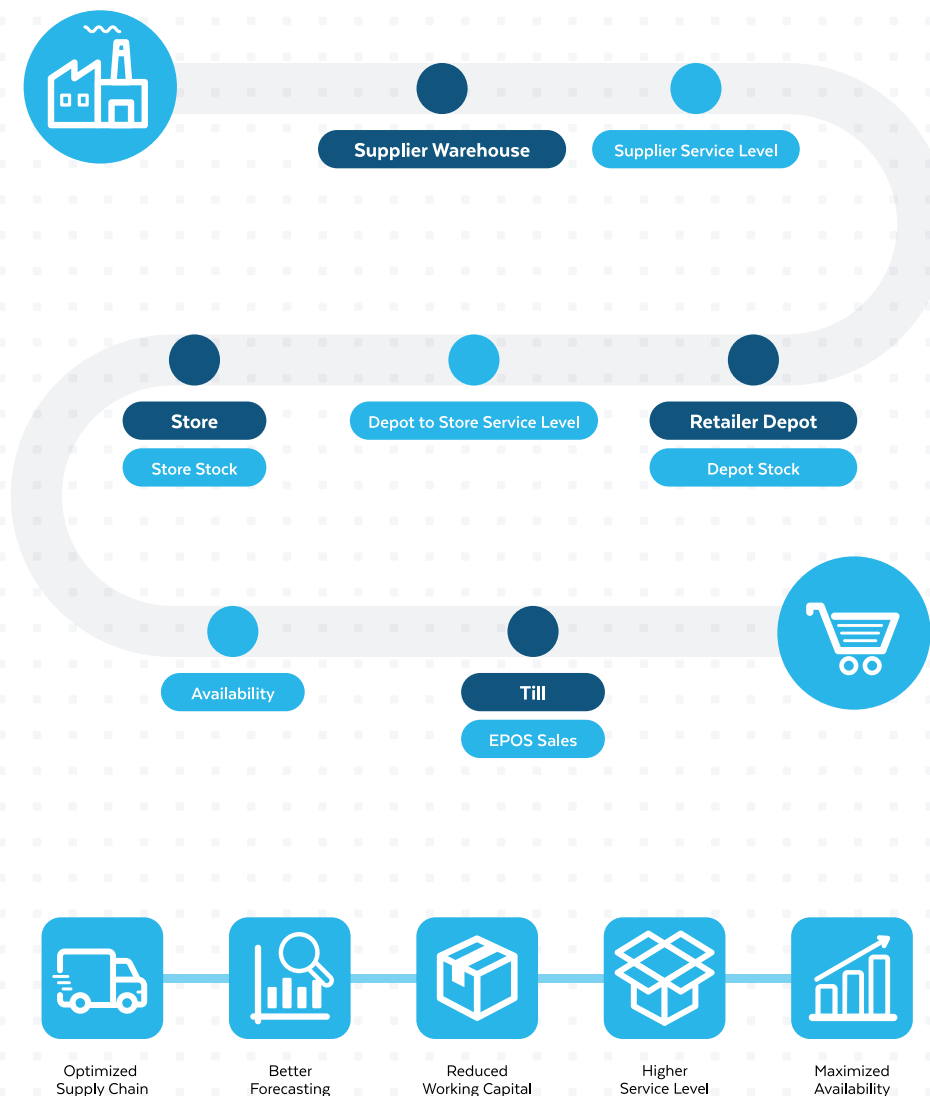 Supplier Warehouse
Supplier Service Level
Store
Depot to Store Service Level
Retailer Depot
Store Stock
Depot Stock
Availability
Till
EPOS Sales
Optimized
Supply Chain
Better
Forecasting
Reduced
Working Capital
Higher
Service Level
Maximized
Availability